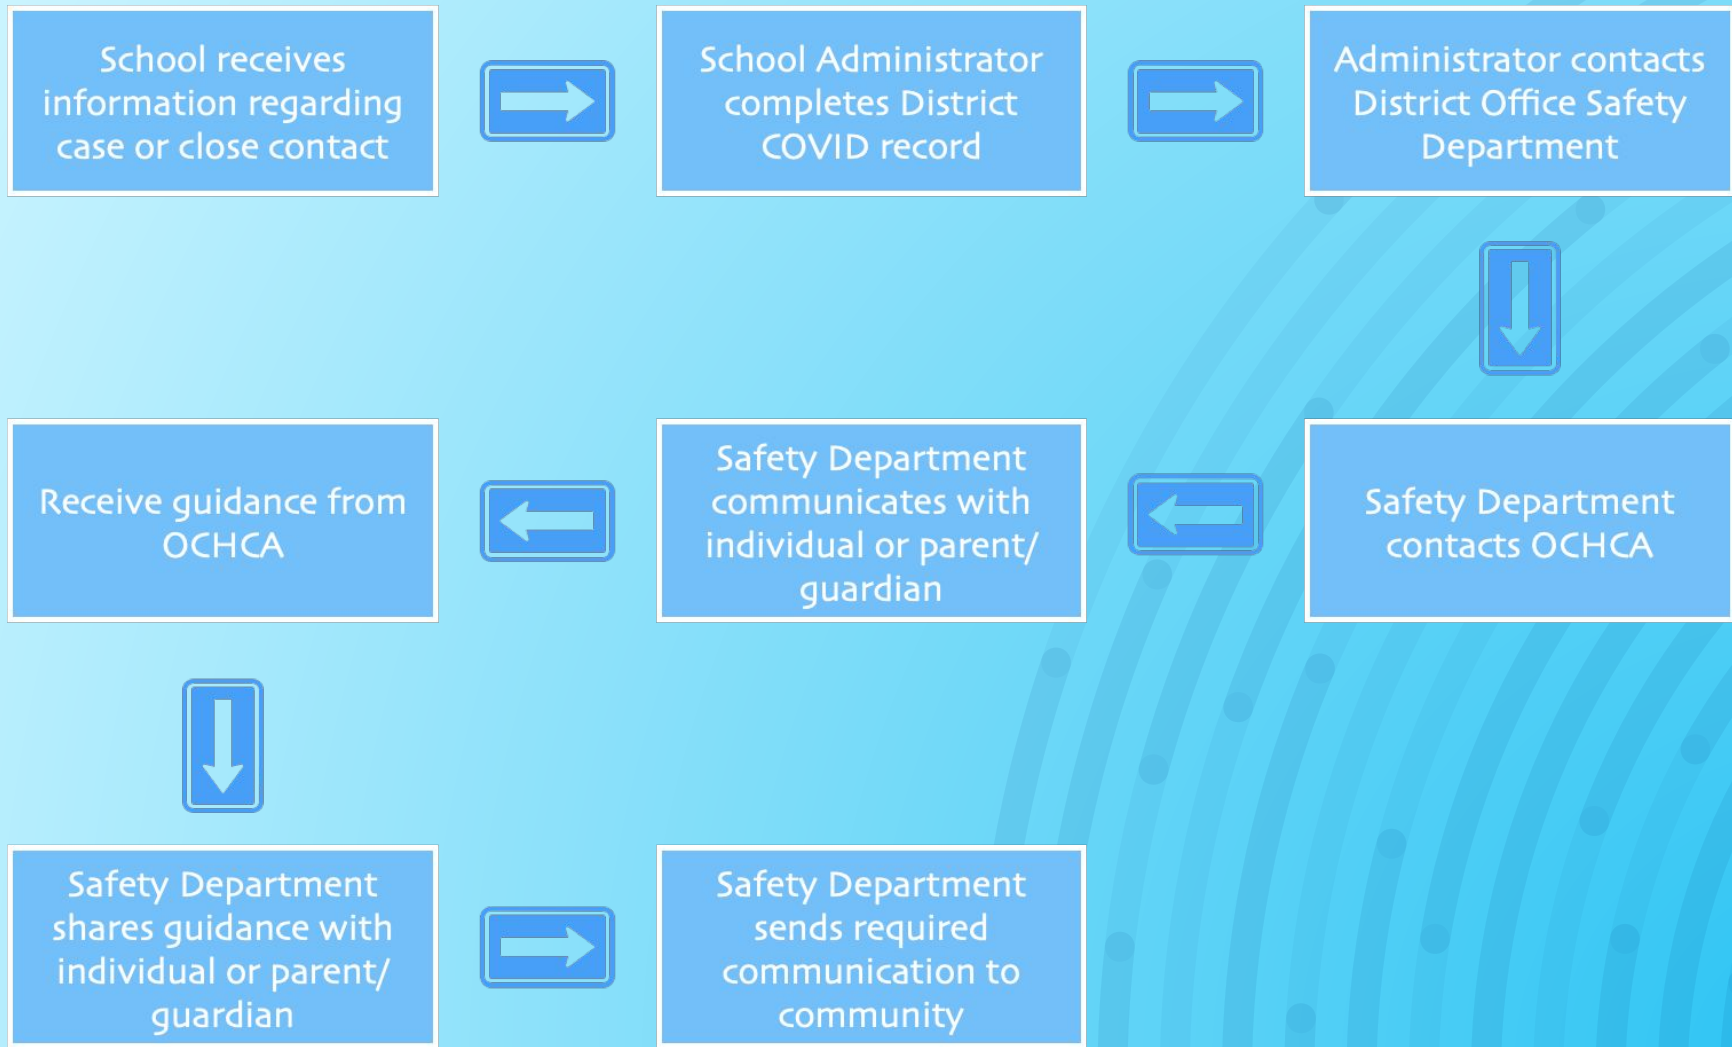 School receives
information regarding
case or close contact
School Administrator
completes District
COVID record
Administrator contacts
District Office Safety
Department
Safety Department
contacts OCHCA
Safety Department
communicates with
individual or parent/
guardian
Receive guidance from
OCHCA
Safety Department
shares guidance with
individual or parent/
guardian
Safety Department
sends required
communication to
community